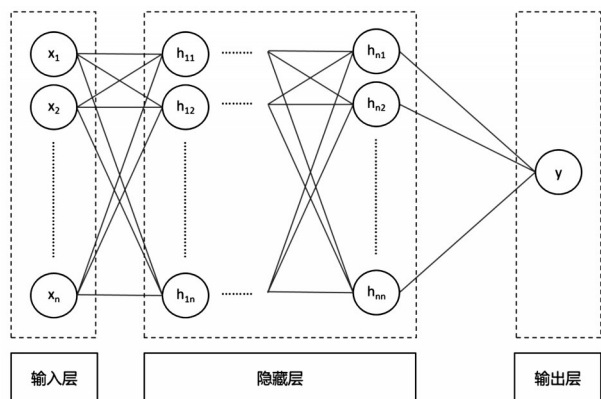 x₁ h₁₁ ........ hₙ₁
x₂ h₁₂ ........ hₙ₂
y
xₙ h₁ₙ ........ hₙₙ
输入层 隐藏层 输出层